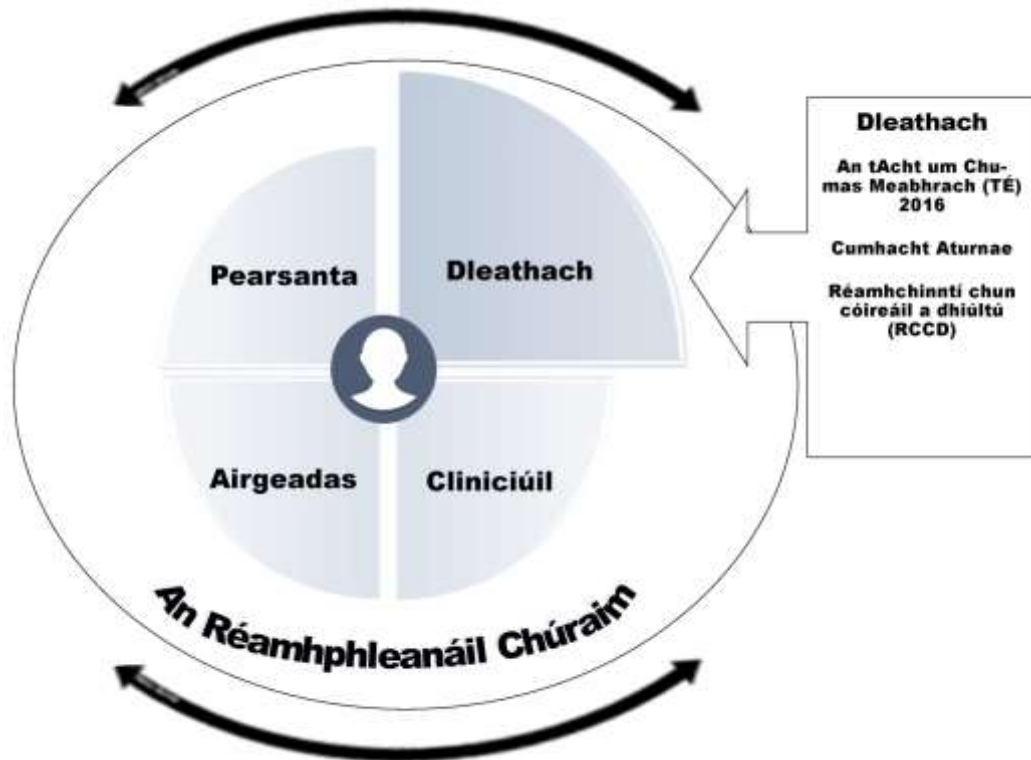 Pearsanta
Dleathach
Airgeadas
Cliniciúil
An Réamhphleanáil Chúraim
Dleathach
An tAcht um Chu-
mas Meabhrach (TÉ)
2016
Cumhacht Aturnae
Réamhchinntí chun
cóireáil a dhiúltú
(RCCD)